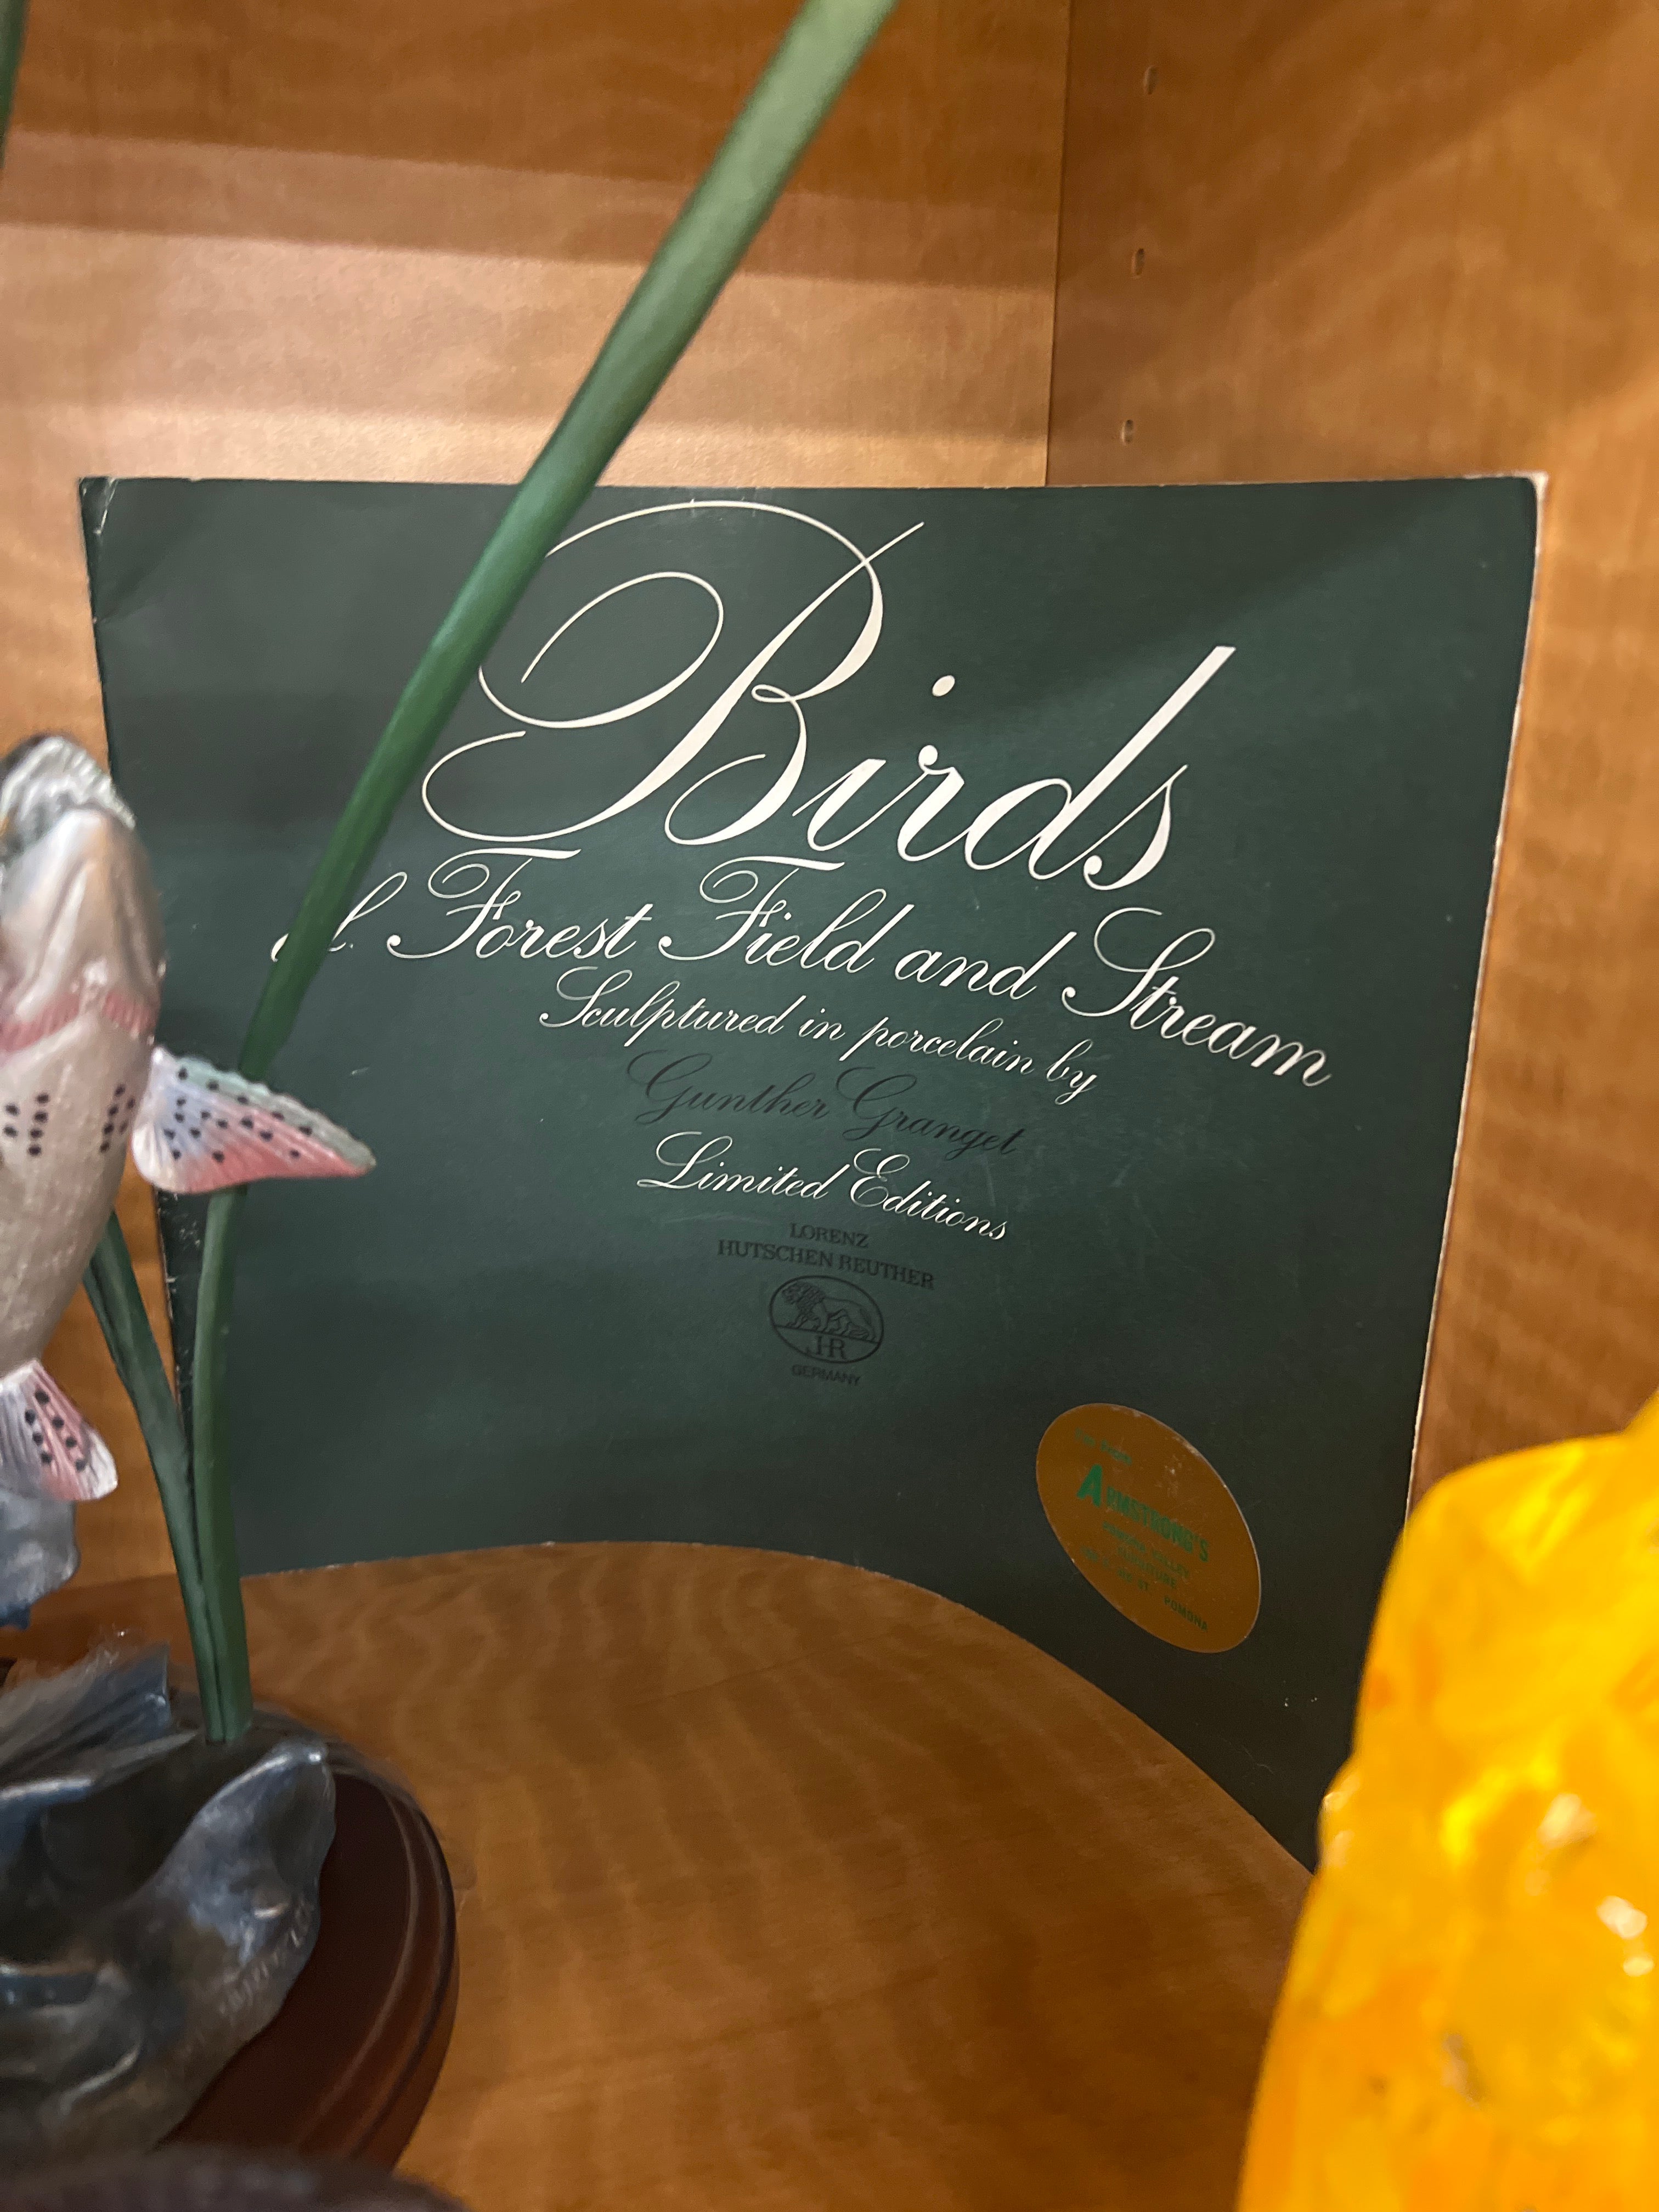 Birds
of Forest Field and Stream
Sculptured in porcelain by
Gunther Granget
Limited Editions
LORENZ
HUTSCHEN REUTHER
HR
GERMANY
ARMSTRONG'S
POMONA